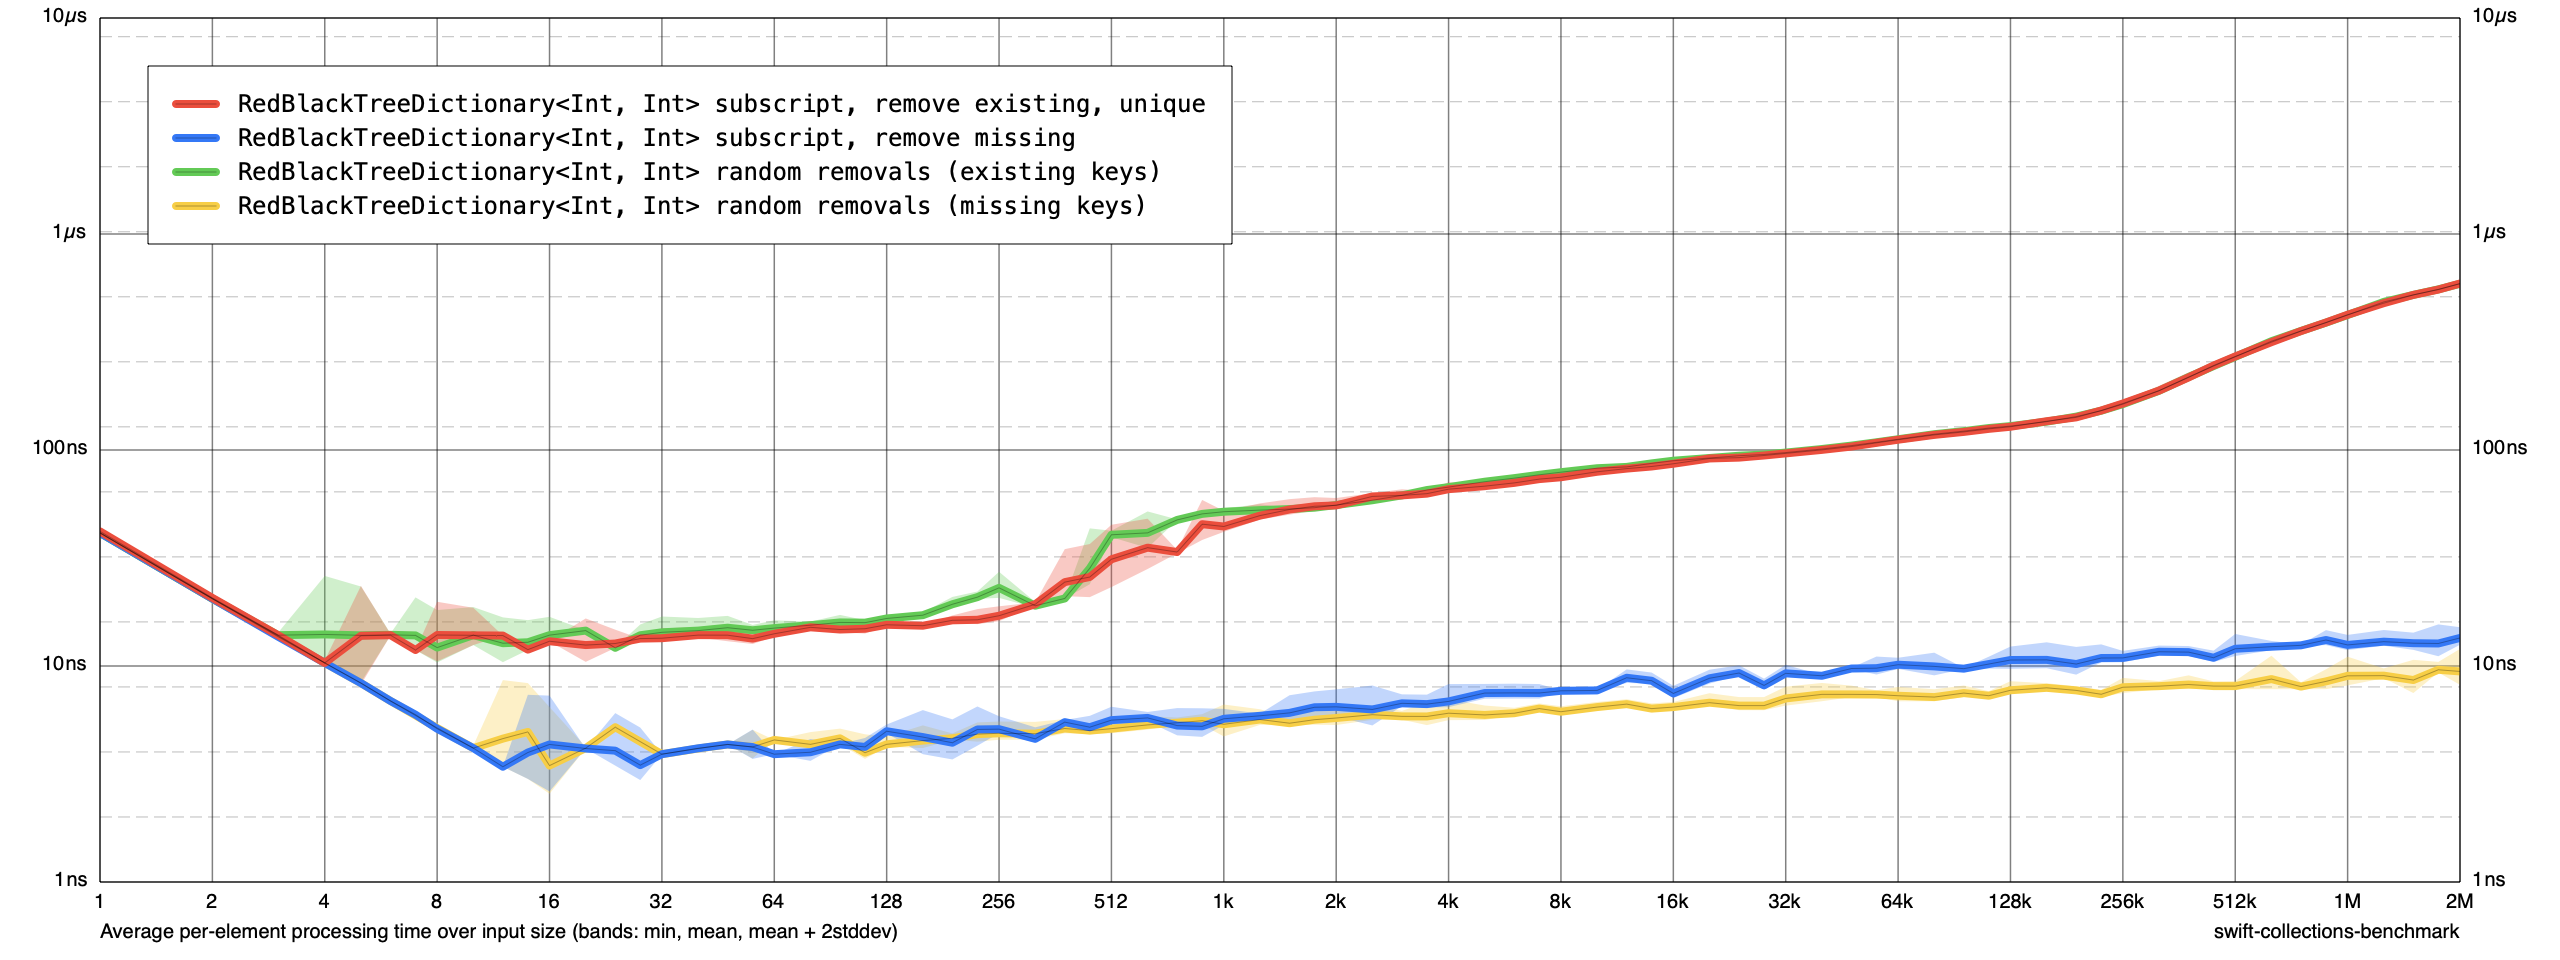 10µs
10µs
RedBlackTreeDictionary<Int, Int> subscript, remove existing, unique
RedBlackTreeDictionary<Int, Int> subscript, remove missing
RedBlackTreeDictionary<Int, Int> random removals (existing keys)
RedBlackTreeDictionary<Int, Int> random removals (missing keys)
1µs
1µs
100ns
100ns
10ns
10ns
1ns
1ns
1 2 4 8 16 32 64 128 256 512 1k 2k 4k 8k 16k 32k 64k 128k 256k 512k 1M 2M
Average per-element processing time over input size (bands: min, mean, mean + 2stddev)
swift-collections-benchmark